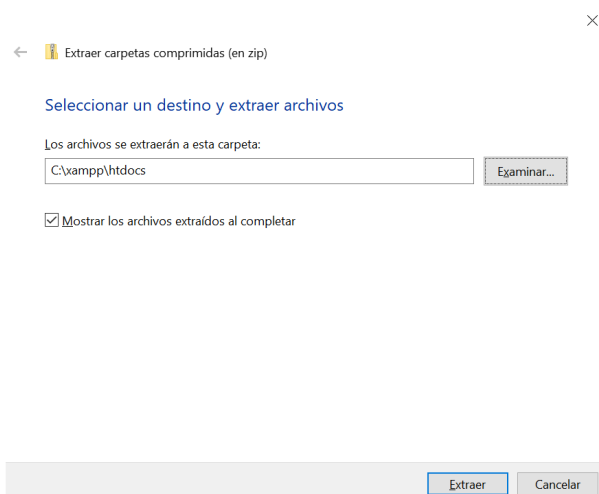 Extraer carpetas comprimidas (en zip)
Seleccionar un destino y extraer archivos
Los archivos se extraerán a esta carpeta:
C:\xampp\htdocs
Examinar...
Mostrar los archivos extraídos al completar
Extraer
Cancelar